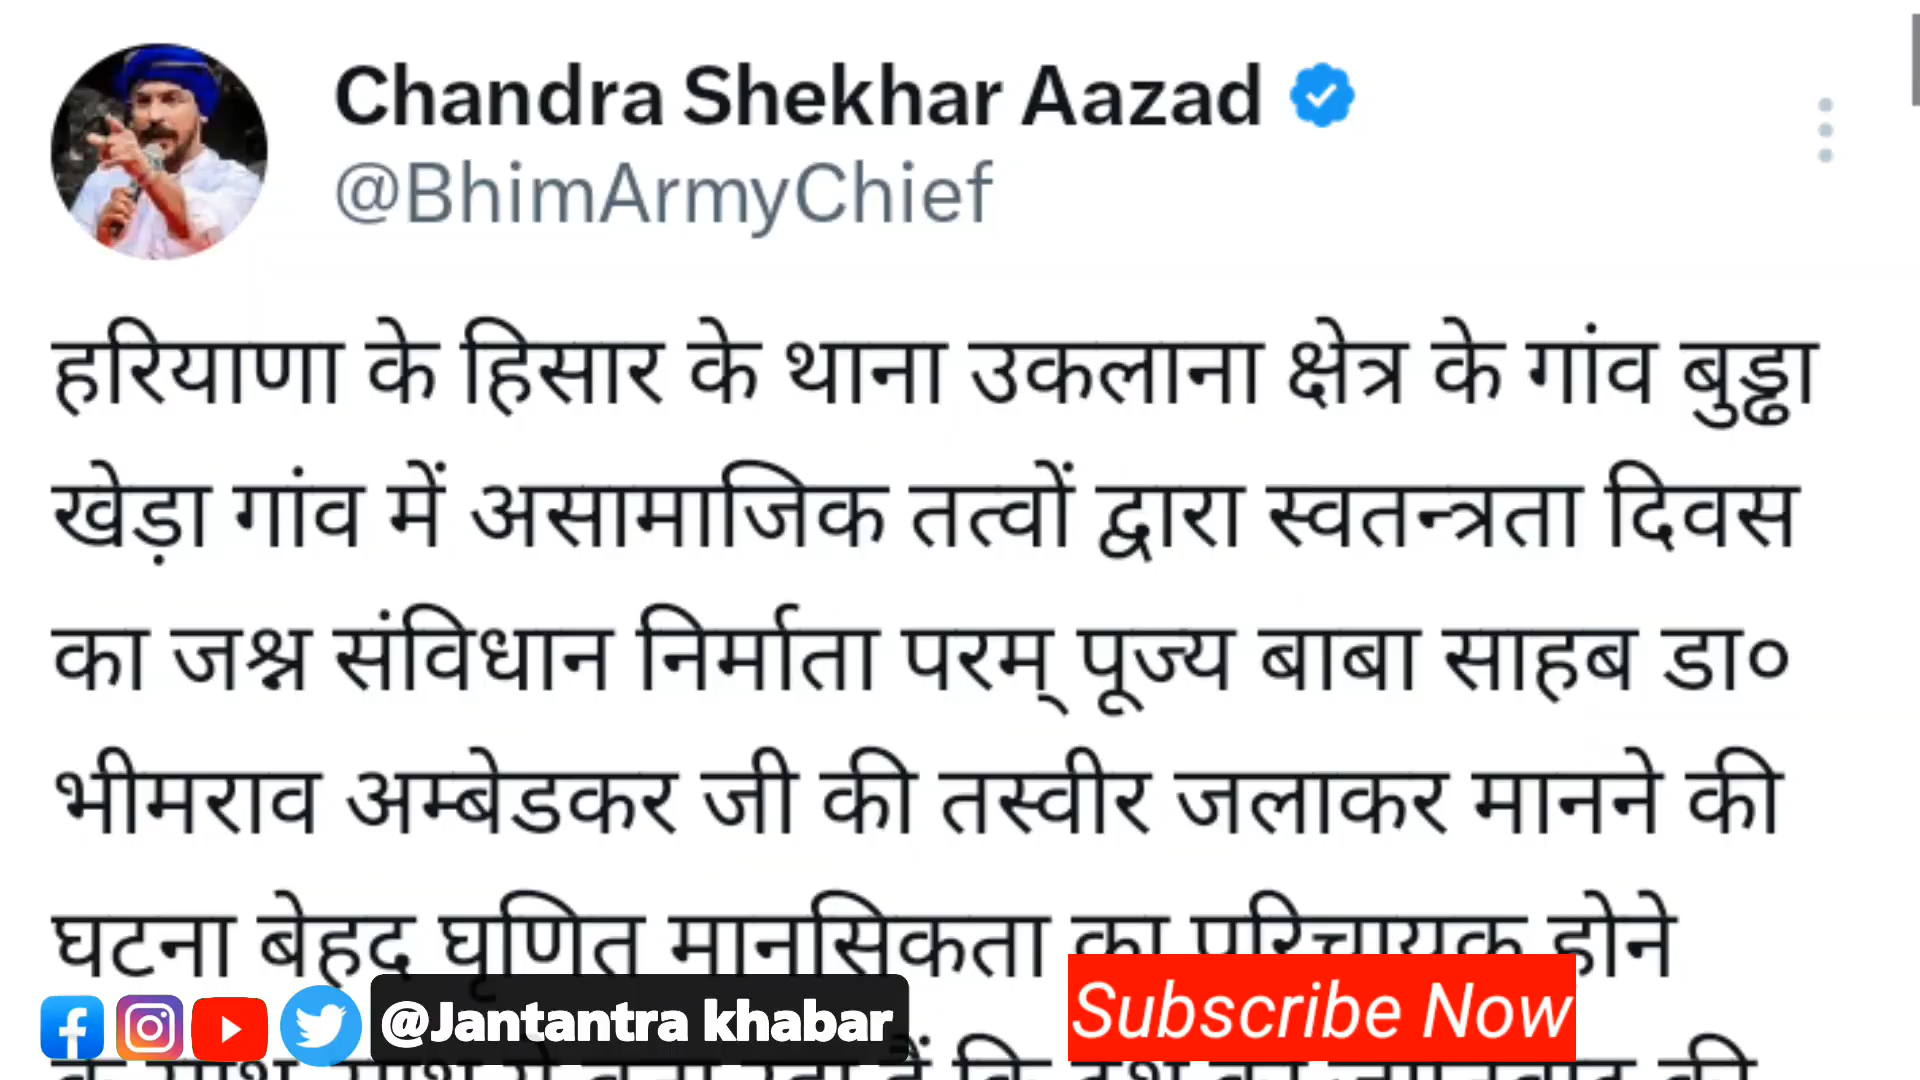 Chandra Shekhar Aazad
@BhimArmyChief
हरियाणा के हिसार के थाना उकलाना क्षेत्र के गांव बुड्ढा
खेड़ा गांव में असामाजिक तत्वों द्वारा स्वतन्त्रता दिवस
का जश्न संविधान निर्माता परम् पूज्य बाबा साहब डा०
भीमराव अम्बेडकर जी की तस्वीर जलाकर मानने की
घटना बेहद घृणित मानसिकता का परिचायक होने
@Jantantra khabar
Subscribe Now